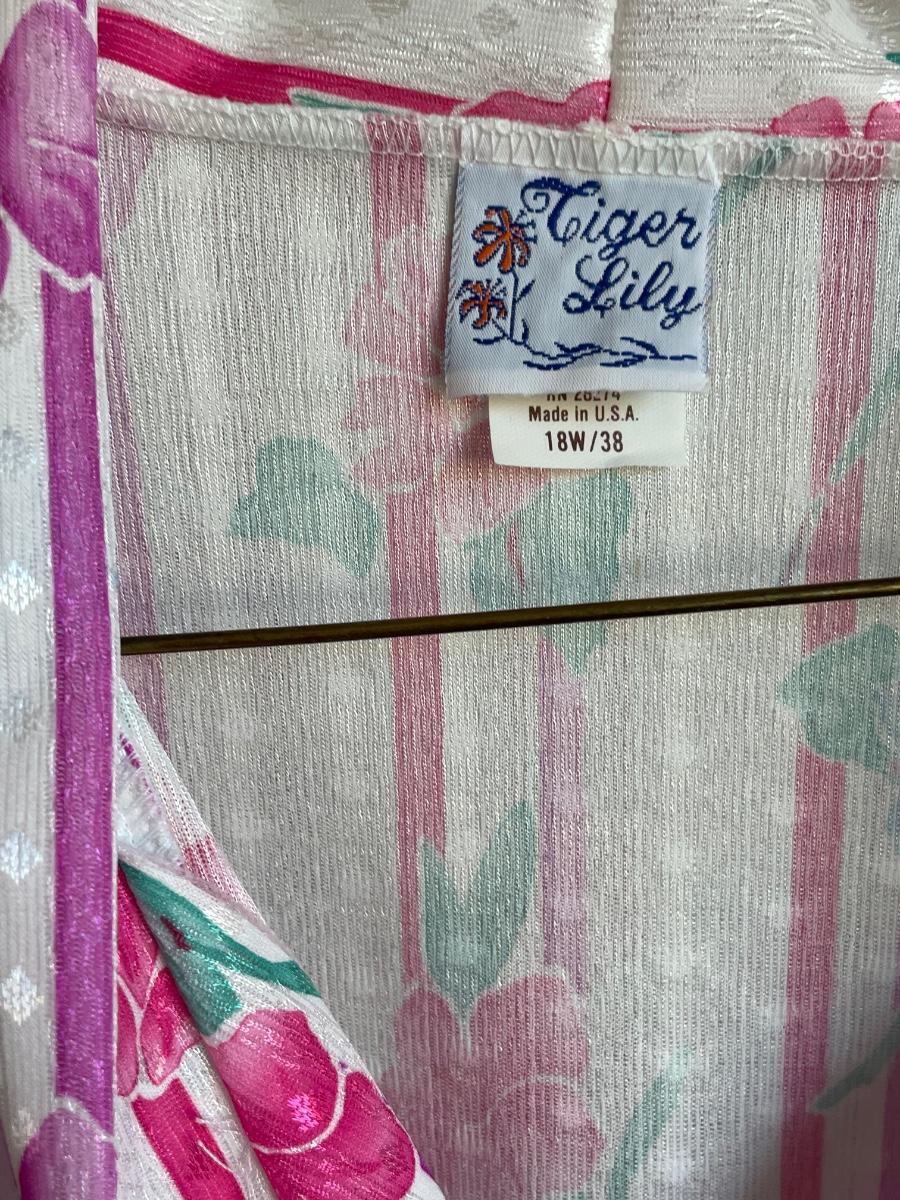 Tiger
Lily
Made in U.S.A.
18W/38